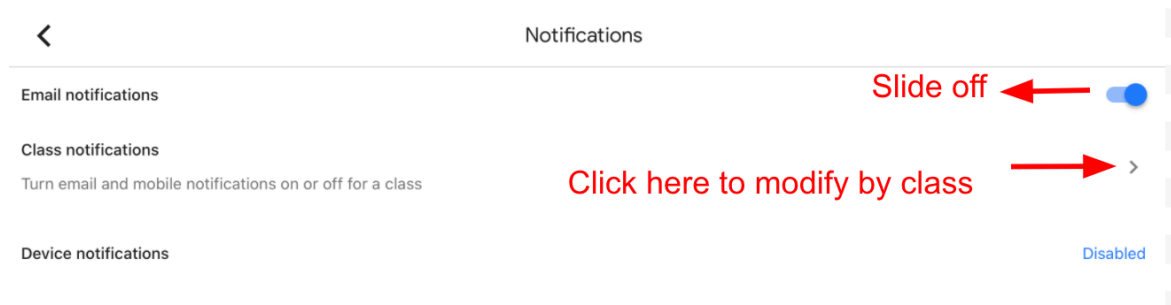 Notifications
Email notifications
Slide off
Class notifications
Turn email and mobile notifications on or off for a class
Click here to modify by class
Device notifications
Disabled